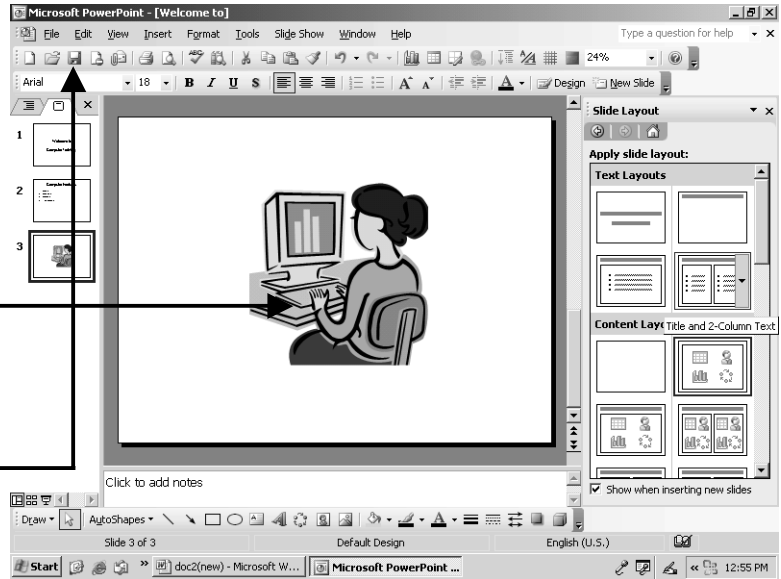 Microsoft PowerPoint - [Welcome to]
File Edit View Insert Format Tools Slide Show Window Help Type a question for help
24%
Arial 18 B I U S A A A Design New Slide
Slide Layout
Apply slide layout:
Text Layouts
1
2
3
Content Layo
Title and 2-Column Text
Click to add notes
Show when inserting new slides
Draw AutoShapes A
Slide 3 of 3 Default Design English (U.S.)
Start » doc2(new) - Microsoft W... Microsoft PowerPoint ... « 12:55 PM